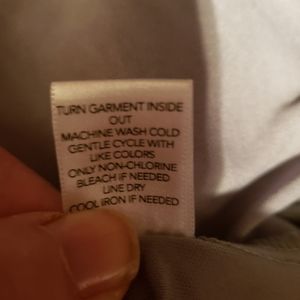 TURN GARMENT INSIDE
OUT
MACHINE WASH COLD
GENTLE CYCLE WITH
LIKE COLORS
ONLY NON-CHLORINE
BLEACH IF NEEDED
LINE DRY
COOL IRON IF NEEDED